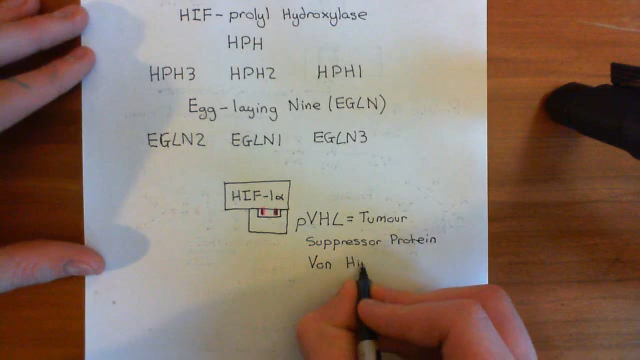 HIF-prolyl Hydroxylase
HPH
HPH3 HPH2 HPH1
Egg-laying Nine (EGLN)
EGLN2 EGLN1 EGLN3
HIF-1α
pVHL = Tumour
Suppressor Protein
Von Hi